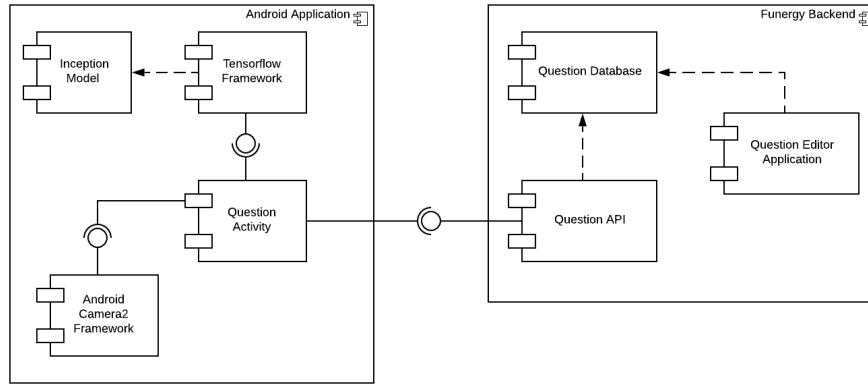 Android Application
Inception
Model
Tensorflow
Framework
Question
Activity
Android
Camera2
Framework
Funergy Backend
Question Database
Question Editor
Application
Question API